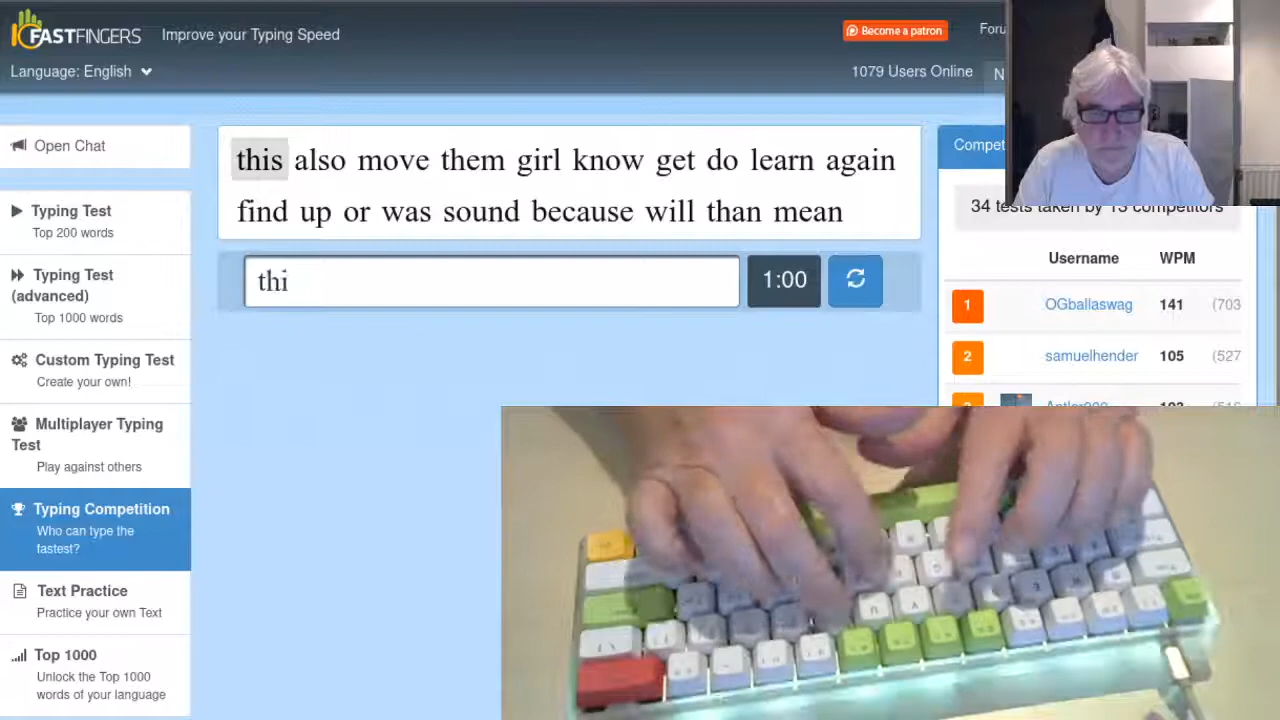 FASTFINGERS
Improve your Typing Speed
Become a patron
Language: English
1079 Users Online
Open Chat
Typing Test
Top 200 words
Typing Test
(advanced)
Top 1000 words
Custom Typing Test
Create your own!
Multiplayer Typing
Test
Play against others
Typing Competition
Who can type the
fastest?
Text Practice
Practice your own Text
Top 1000
Unlock the Top 1000
words of your language
this also move them girl know get do learn again
find up or was sound because will than mean
thi
1:00
34 tests taken by 13 competitors
Username WPM
1 OGballaswag 141 (703
2 samuelhender 105 (527